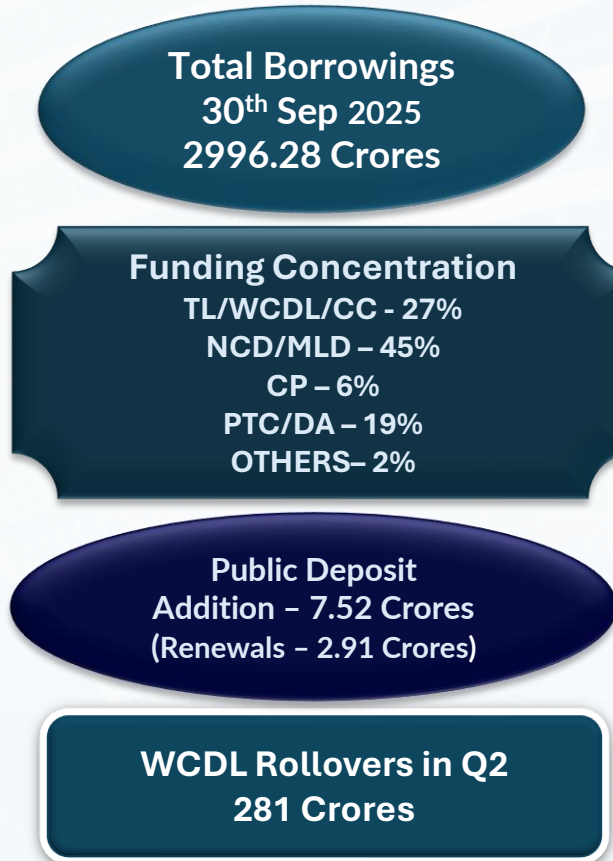 Total Borrowings
30th Sep 2025
2996.28 Crores
Funding Concentration
TL/WCDL/CC - 27%
NCD/MLD – 45%
CP – 6%
PTC/DA – 19%
OTHERS– 2%
Public Deposit
Addition – 7.52 Crores
(Renewals – 2.91 Crores)
WCDL Rollovers in Q2
281 Crores